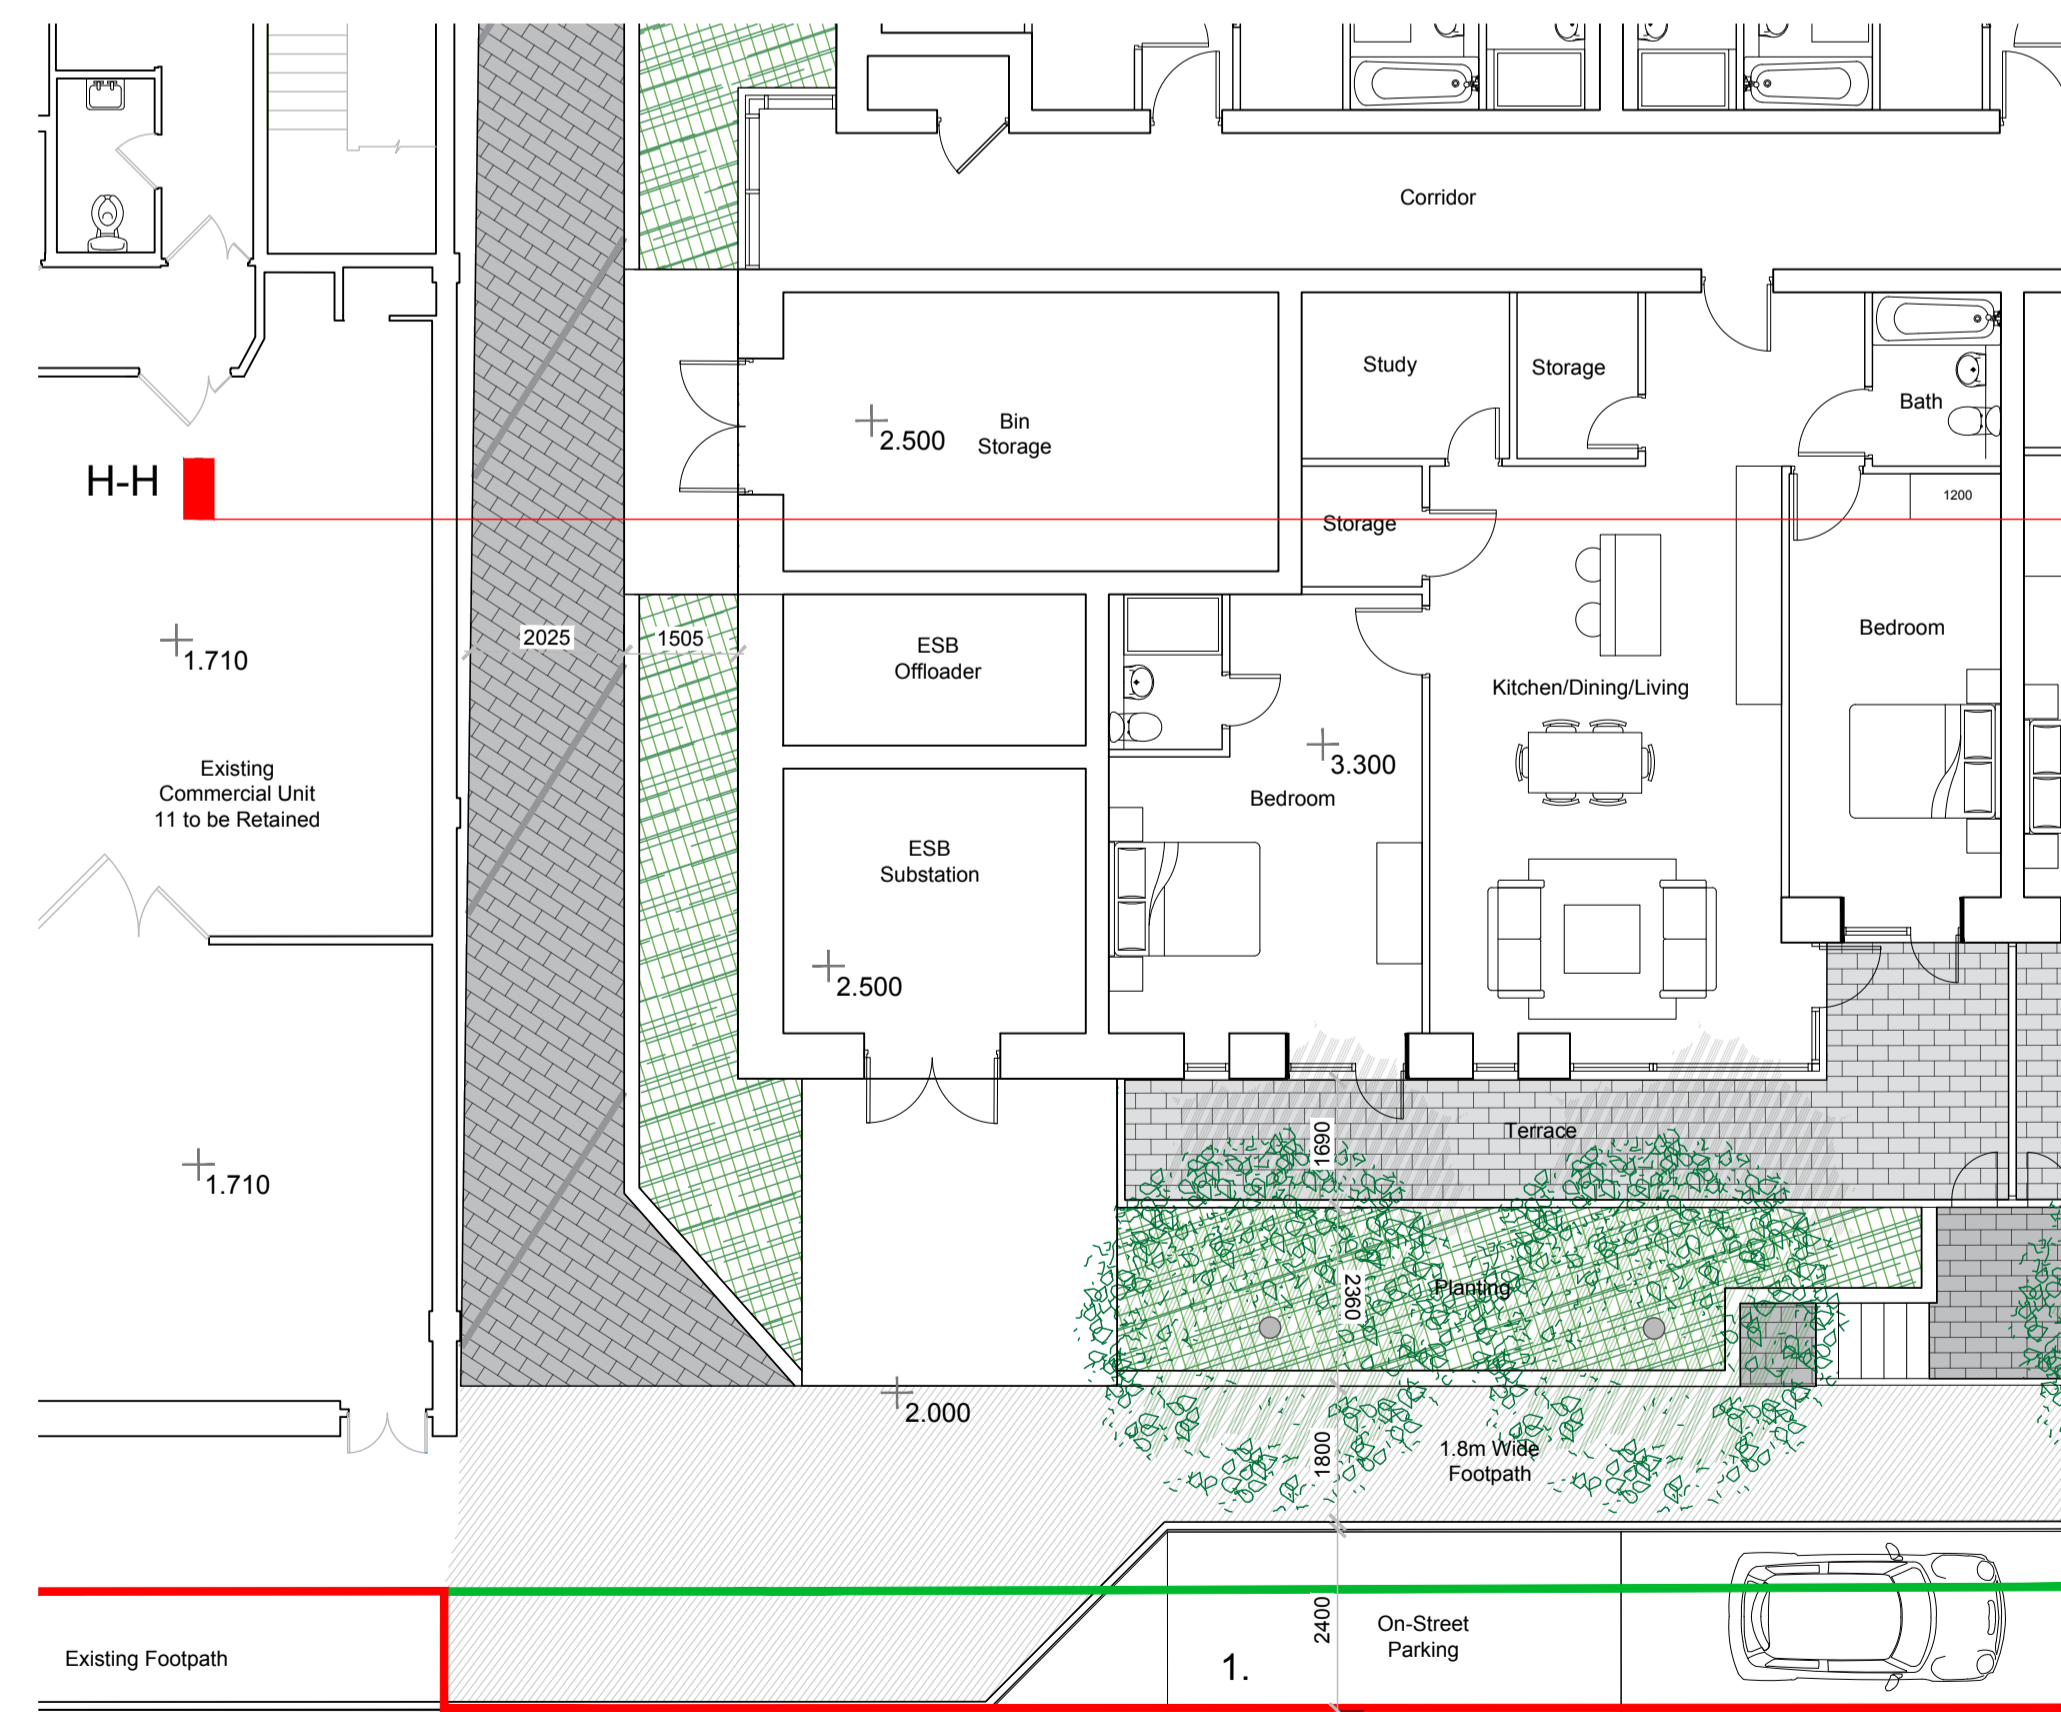 Corridor
Study
Storage
Bath
Bin
Storage
2.500
H-H
1200
Storage
2025
1505
ESB
Offloader
Bedroom
1.710
Kitchen/Dining/Living
3.300
Existing
Commercial Unit
11 to be Retained
Bedroom
ESB
Substation
2.500
1690
Terrace
1.710
2360
Planting
2.000
1800
1.8m Wide
Footpath
2400
On-Street
Parking
Existing Footpath
1.